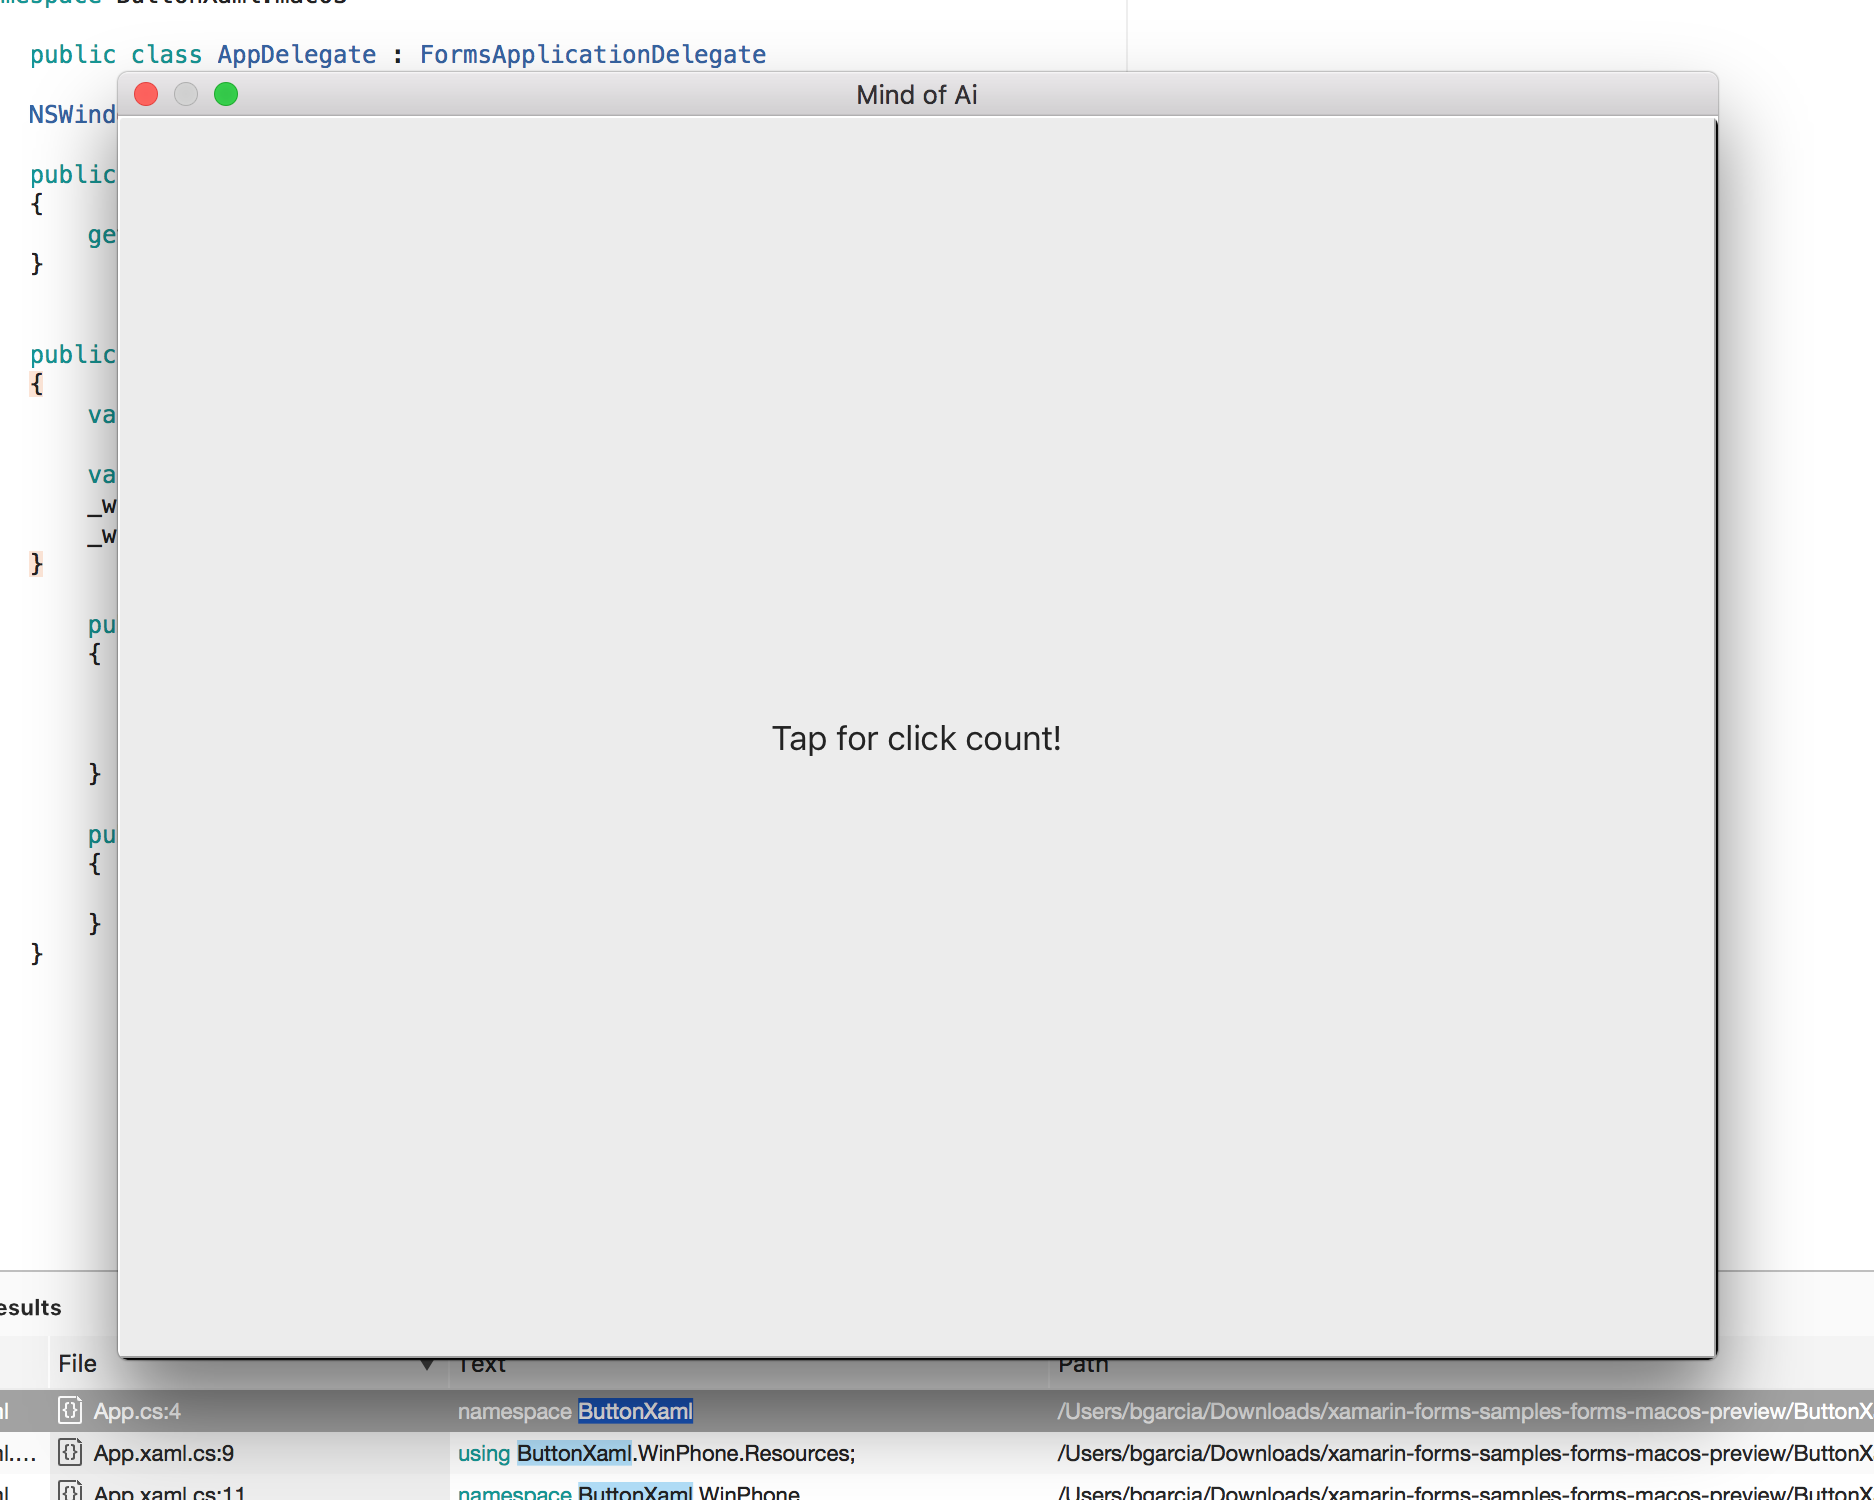 public class AppDelegate : FormsApplicationDelegate
Mind of Ai
NSWind
public
{
ge
}
public
{
va
va
_w
_w
}
pu
{
Tap for click count!
}
pu
{
}
}
esults
File Text Path
App.cs:4 namespace ButtonXaml /Users/bgarcia/Downloads/xamarin-forms-samples-forms-macos-preview/ButtonX
App.xaml.cs:9 using ButtonXaml.WinPhone.Resources; /Users/bgarcia/Downloads/xamarin-forms-samples-forms-macos-preview/ButtonX
App.xaml.cs:11 namespace ButtonXaml.WinPhone /Users/bgarcia/Downloads/xamarin-forms-samples-forms-macos-preview/ButtonX